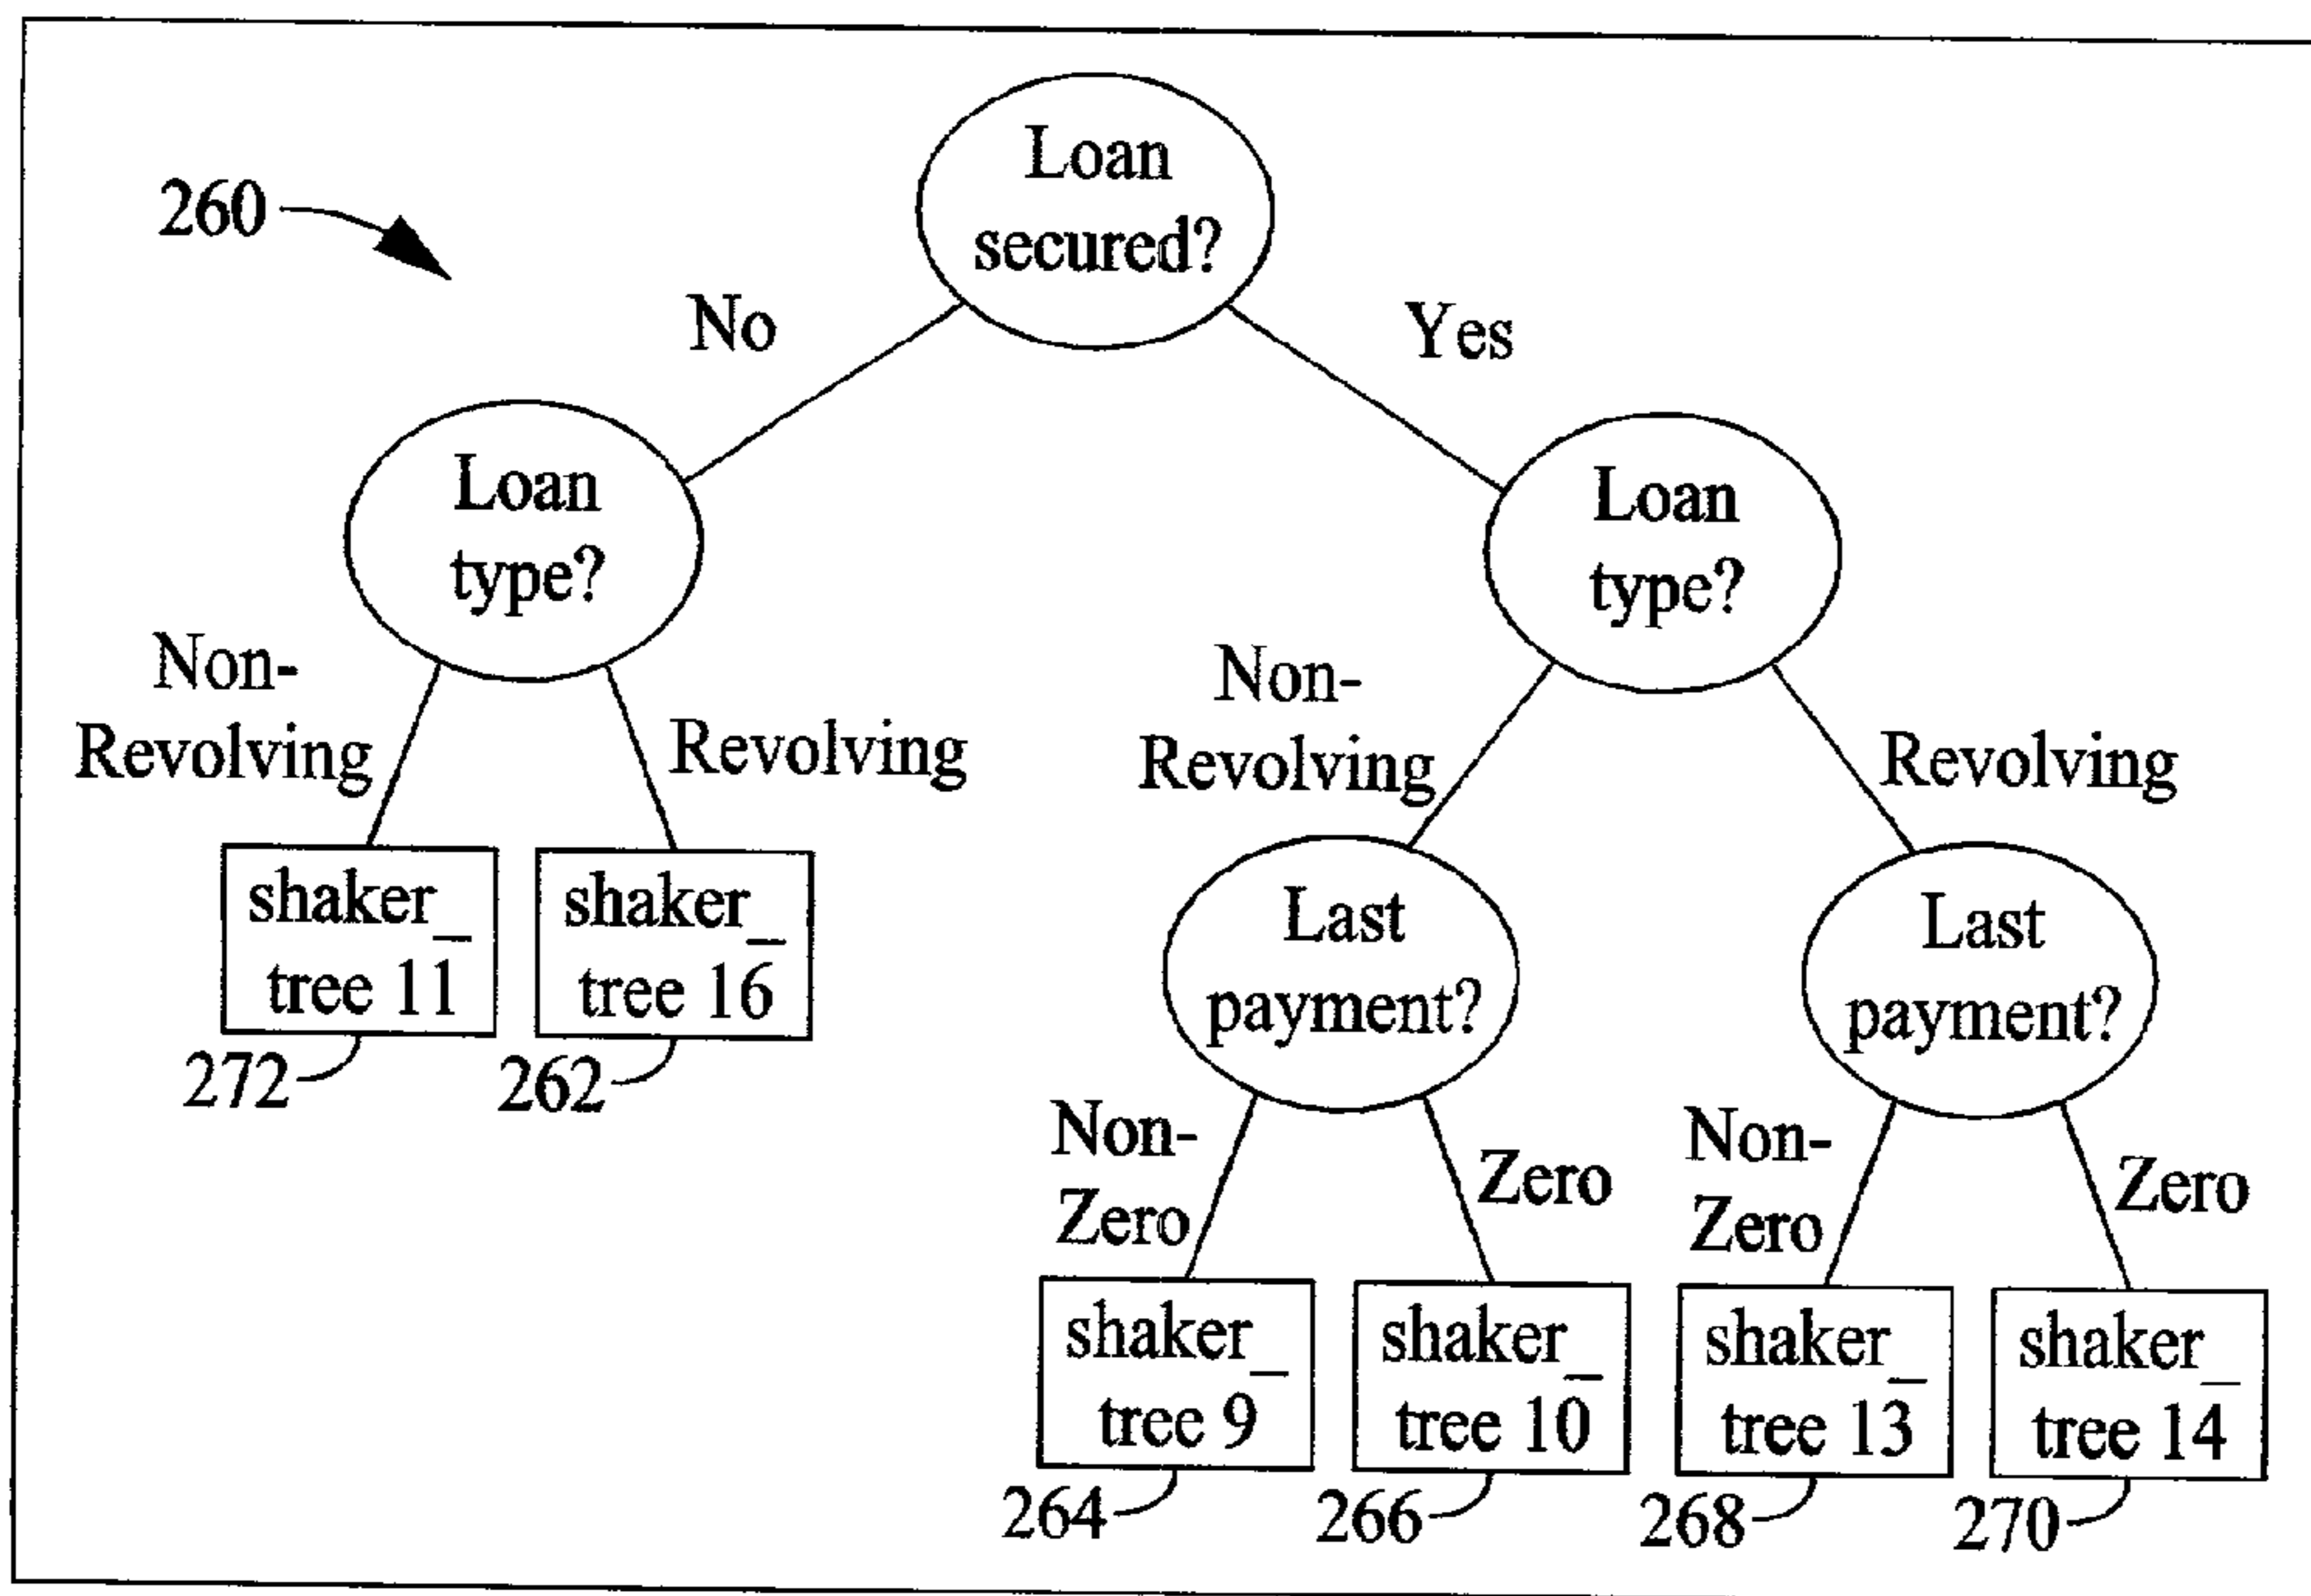 Loan
secured?
260
No
Yes
Loan
type?
Loan
type?
Non-
Revolving
Revolving
Non-
Revolving
Revolving
shaker_
tree 11
272
shaker_
tree 16
262
Last
payment?
Last
payment?
Non-
Zero
Zero
Non-
Zero
Zero
shaker_
tree 9
264
shaker_
tree 10
266
shaker_
tree 13
268
shaker_
tree 14
270